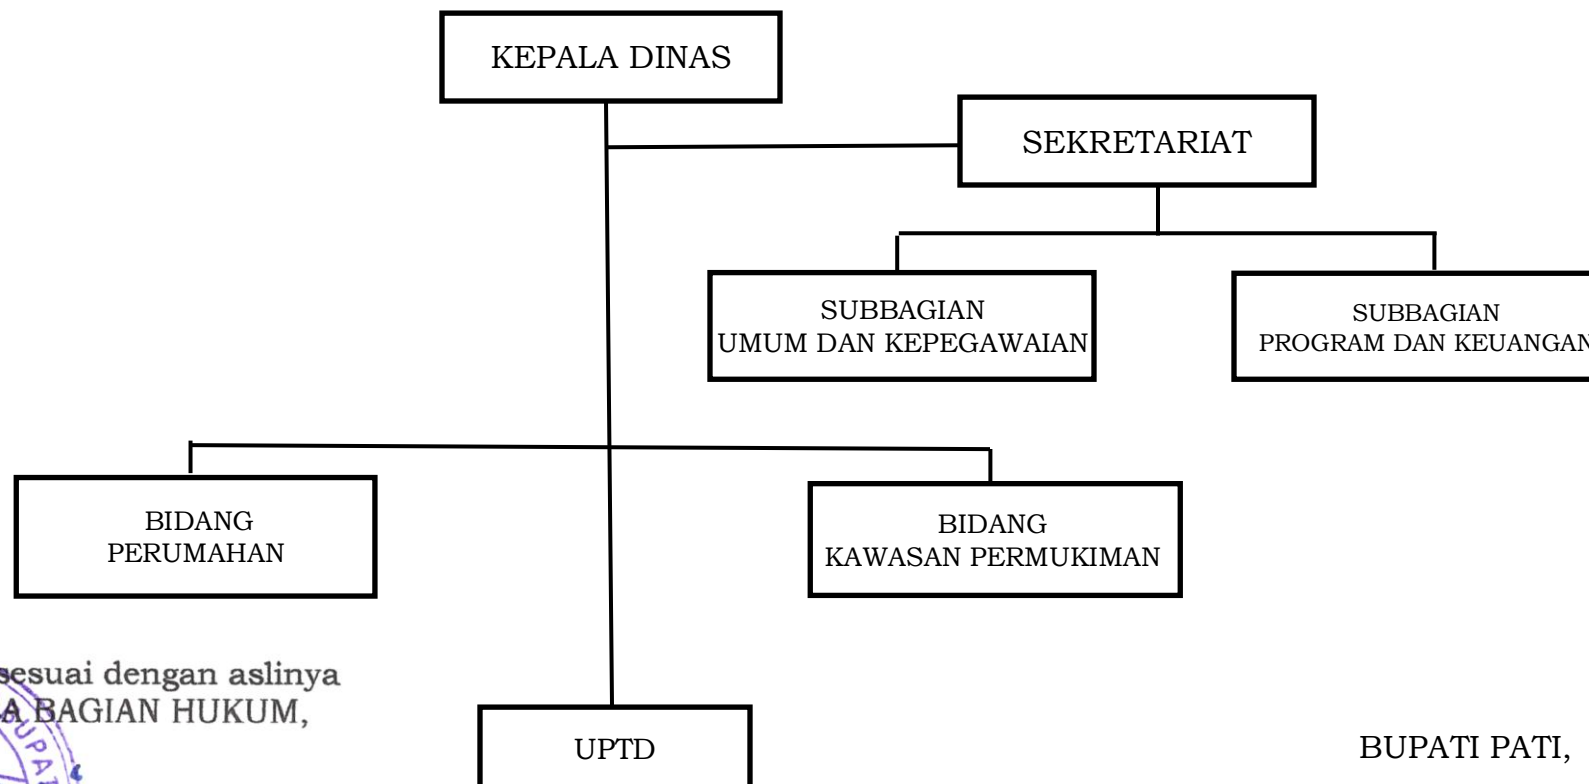 KEPALA DINAS
SEKRETARIAT
SUBBAGIAN
UMUM DAN KEPEGAWAIAN
SUBBAGIAN
PROGRAM DAN KEUANGAN
BIDANG
PERUMAHAN
BIDANG
KAWASAN PERMUKIMAN
sesuai dengan aslinya
A BAGIAN HUKUM,
BUPA
UPTD
BUPATI PATI,